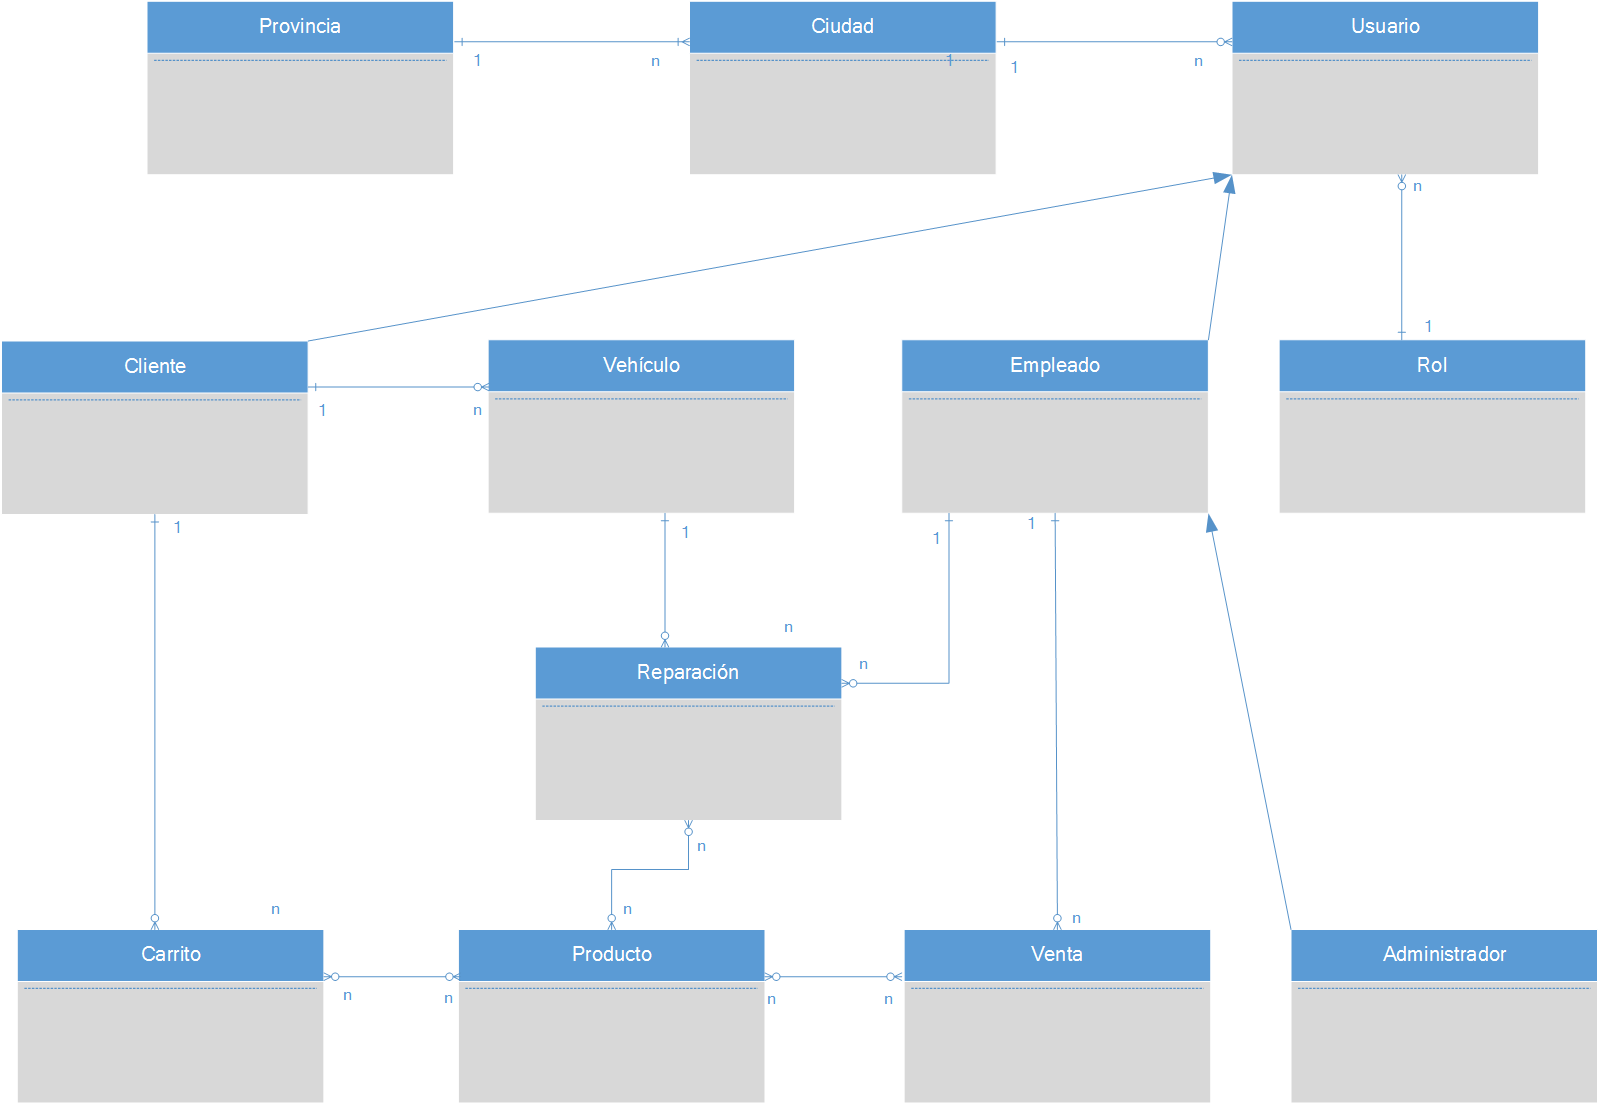 Provincia
Ciudad
Usuario
1
n
1
1
n
n
1
Cliente
Vehículo
Empleado
Rol
1
n
1
1
1
1
n
n
Reparación
n
n
n
n
Carrito
Producto
Venta
Administrador
n
n
n
n